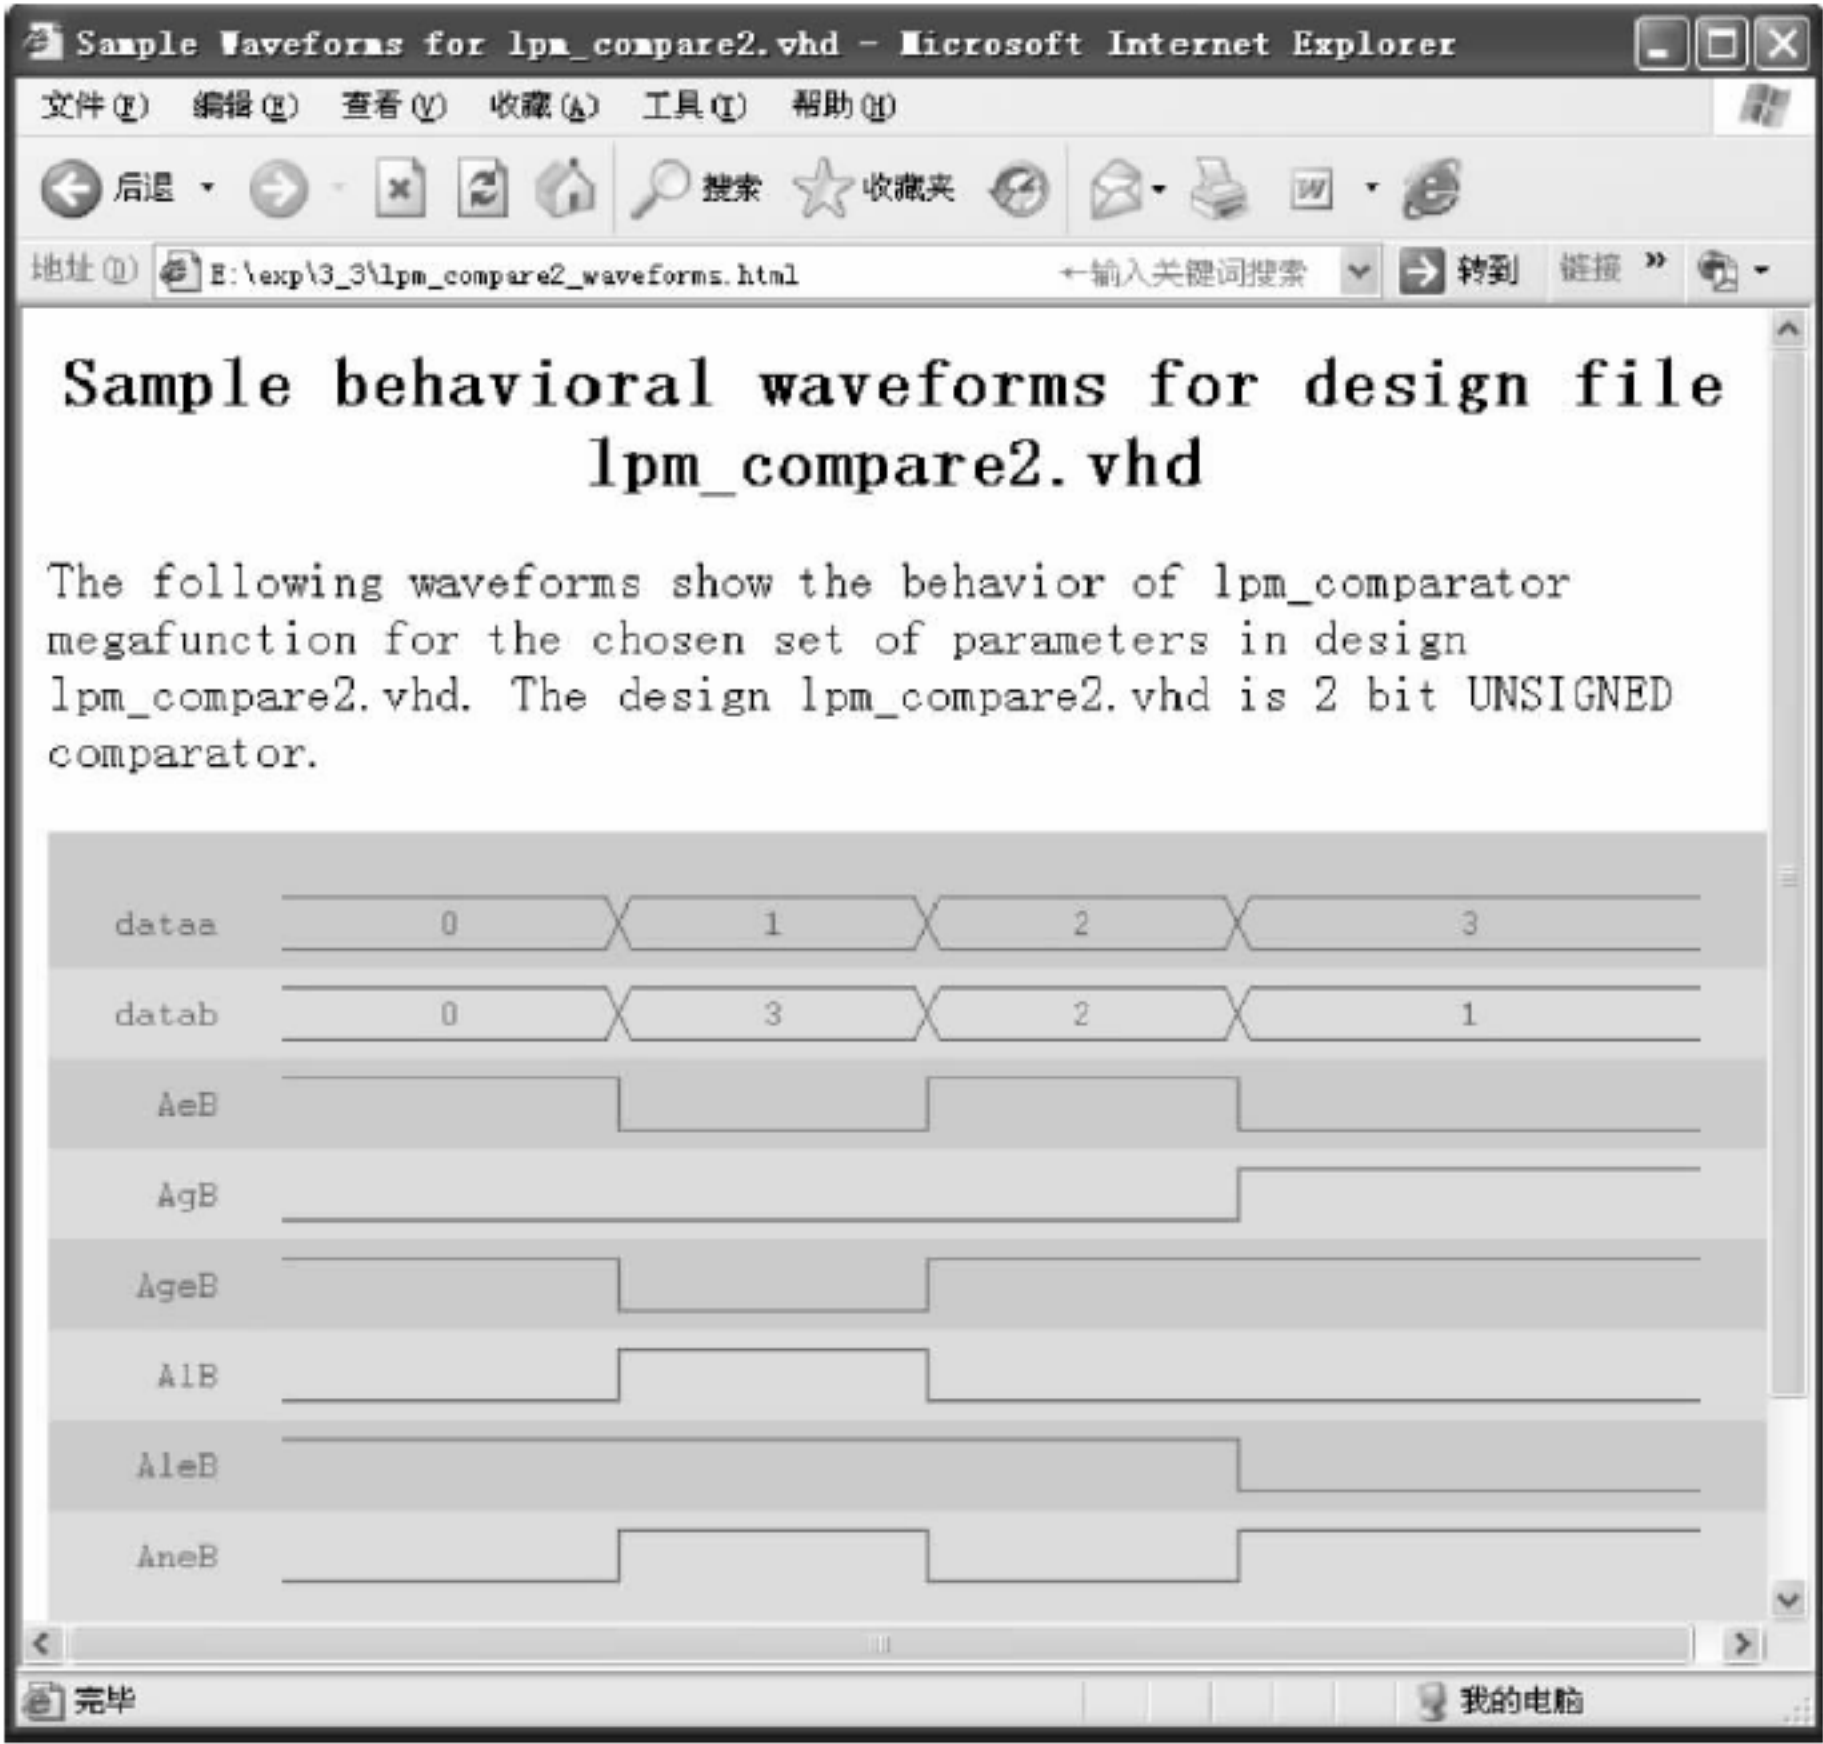 Sample Waveforms for lpm_compare2.vhd - Microsoft Internet Explorer
文件(F) 编辑(E) 查看(V) 收藏(A) 工具(T) 帮助(H)
后退 搜索 收藏夹
地址(D) E:\exp\3_3\lpm_compare2_waveforms.html ←输入关键词搜索 转到 链接 »
Sample behavioral waveforms for design file
lpm_compare2.vhd
The following waveforms show the behavior of lpm_comparator
megafunction for the chosen set of parameters in design
lpm_compare2.vhd. The design lpm_compare2.vhd is 2 bit UNSIGNED
comparator.
dataa 0 1 2 3
datab 0 3 2 1
AeB
AgB
AgeB
AlB
AleB
AneB
完毕 我的电脑